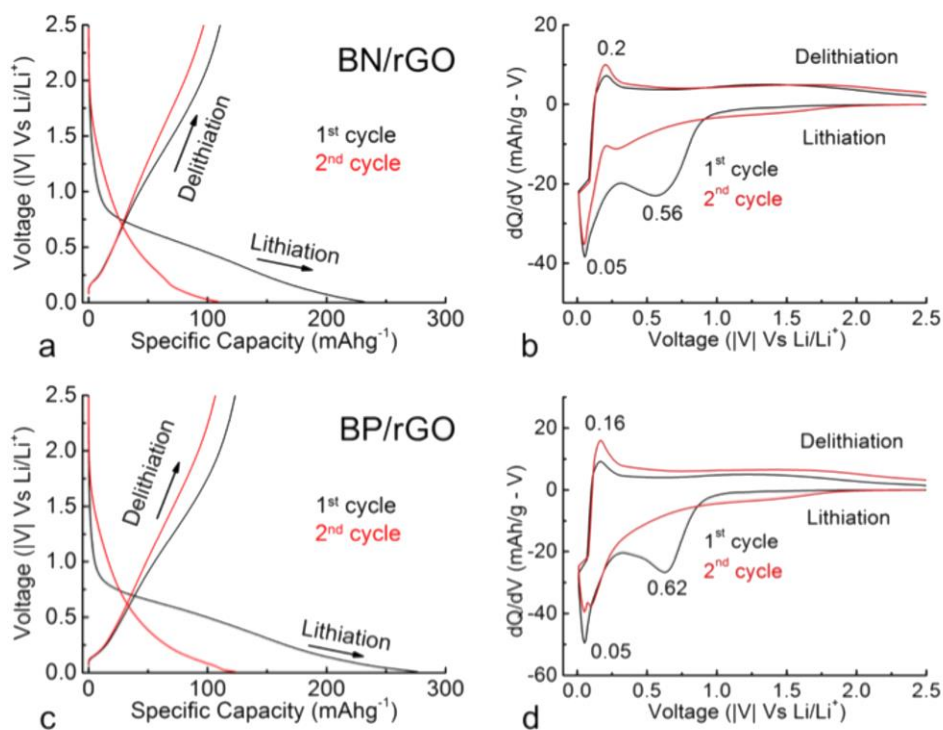 2.5
2.0
1.5
1.0
0.5
0.0
Voltage (|V| Vs Li/Li⁺)
BN/rGO
1st cycle
2nd cycle
Delithiation
Lithiation
0 100 200 300
Specific Capacity (mAhg⁻¹)
a
20
0
-20
-40
dQ/dV (mAh/g - V)
0.2
Delithiation
Lithiation
1st cycle
2nd cycle
0.56
0.05
0.0 0.5 1.0 1.5 2.0 2.5
Voltage (|V| Vs Li/Li⁺)
b
2.5
2.0
1.5
1.0
0.5
0.0
Voltage (|V| Vs Li/Li⁺)
BP/rGO
Delithiation
1st cycle
2nd cycle
Lithiation
0 100 200 300
Specific Capacity (mAhg⁻¹)
c
20
0
-20
-40
-60
dQ/dV (mAh/g - V)
0.16
Delithiation
Lithiation
1st cycle
2nd cycle
0.62
0.05
0.0 0.5 1.0 1.5 2.0 2.5
Voltage (|V| Vs Li/Li⁺)
d